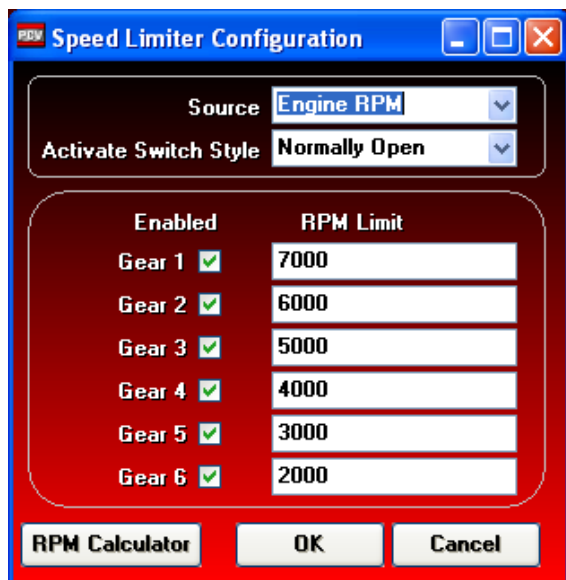 PCV Speed Limiter Configuration
Source Engine RPM
Activate Switch Style Normally Open
Enabled RPM Limit
Gear 1 7000
Gear 2 6000
Gear 3 5000
Gear 4 4000
Gear 5 3000
Gear 6 2000
RPM Calculator OK Cancel